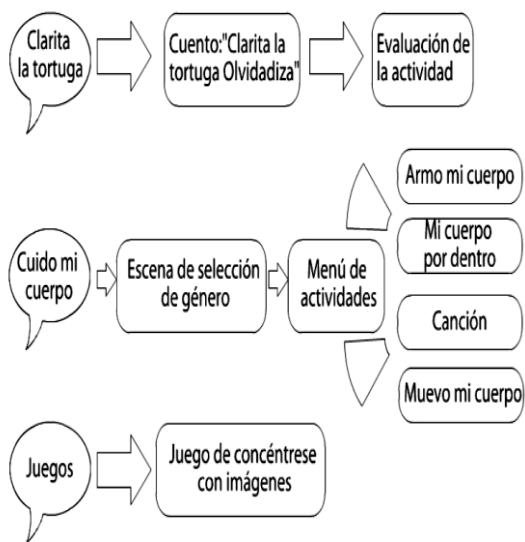 Clarita
la tortuga
Cuento:"Clarita la
tortuga Olvidadiza"
Evaluación de
la actividad
Cuido mi
cuerpo
Escena de selección
de género
Menú de
actividades
Armo mi cuerpo
Mi cuerpo
por dentro
Canción
Muevo mi cuerpo
Juegos
Juego de concéntrese
con imágenes